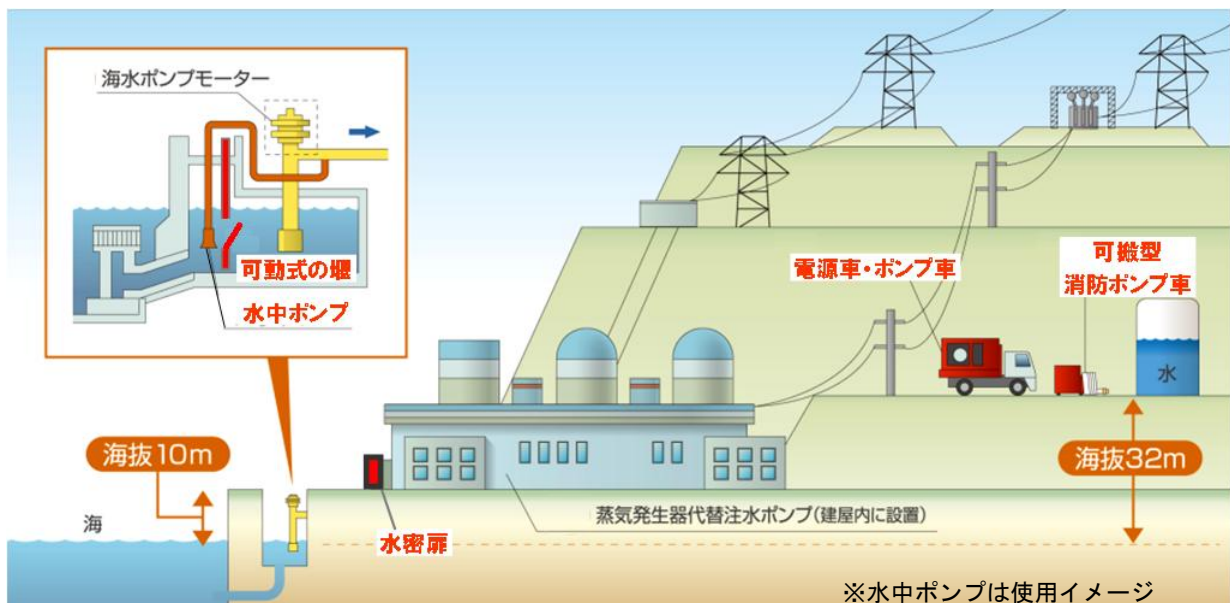 海水ポンプモーター
可動式の堰
水中ポンプ
電源車・ポンプ車
可搬型
消防ポンプ車
水
海抜10m
海抜32m
海
水密扉
蒸気発生器代替注水ポンプ(建屋内に設置)
※水中ポンプは使用イメージ